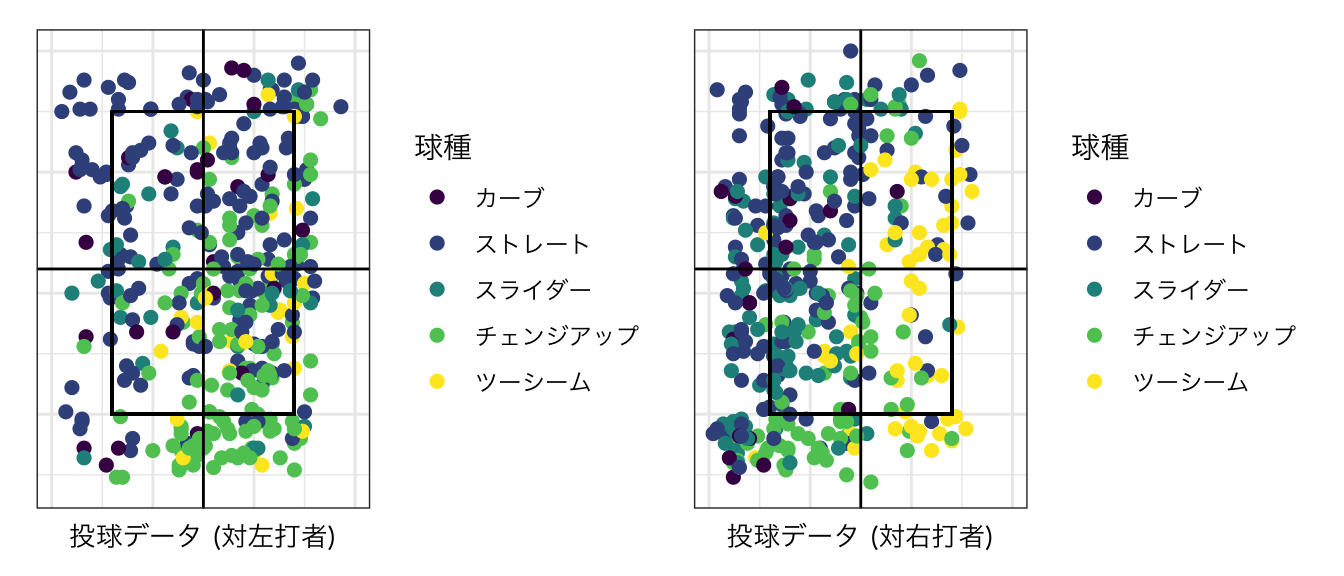 球種
カーブ
ストレート
スライダー
チェンジアップ
ツーシーム
投球データ (対左打者)
球種
カーブ
ストレート
スライダー
チェンジアップ
ツーシーム
投球データ (対右打者)